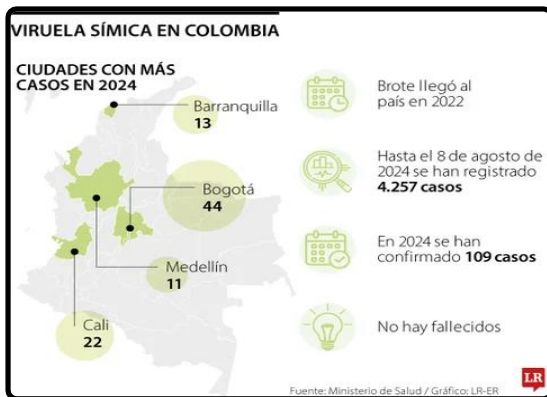 VIRUELA SÍMICA EN COLOMBIA
CIUDADES CON MÁS
CASOS EN 2024
Barranquilla
13
Bogotá
44
Medellín
11
Cali
22
Brote llegó al
país en 2022
Hasta el 8 de agosto de
2024 se han registrado
4.257 casos
En 2024 se han
confirmado 109 casos
No hay fallecidos
Fuente: Ministerio de Salud / Gráfico: LR-ER
LR